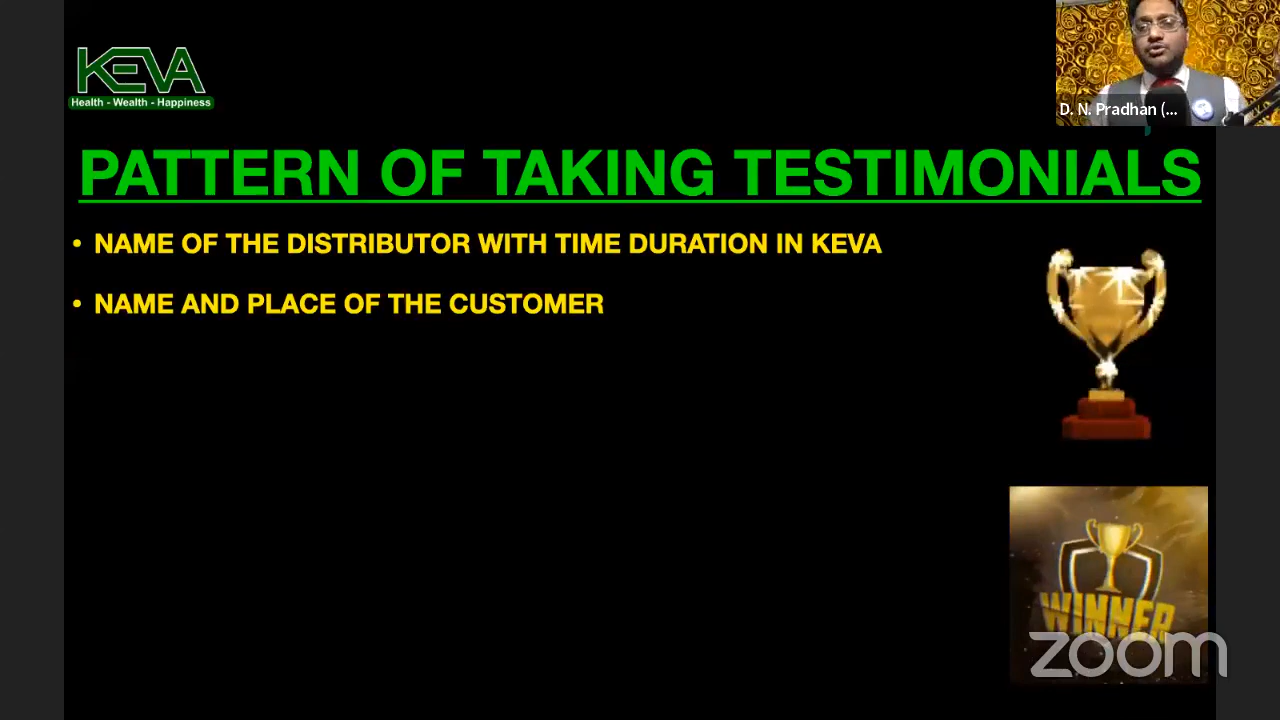 KEVA
Health - Wealth - Happiness
D. N. Pradhan (...
PATTERN OF TAKING TESTIMONIALS
• NAME OF THE DISTRIBUTOR WITH TIME DURATION IN KEVA
• NAME AND PLACE OF THE CUSTOMER
WINNER
zoom